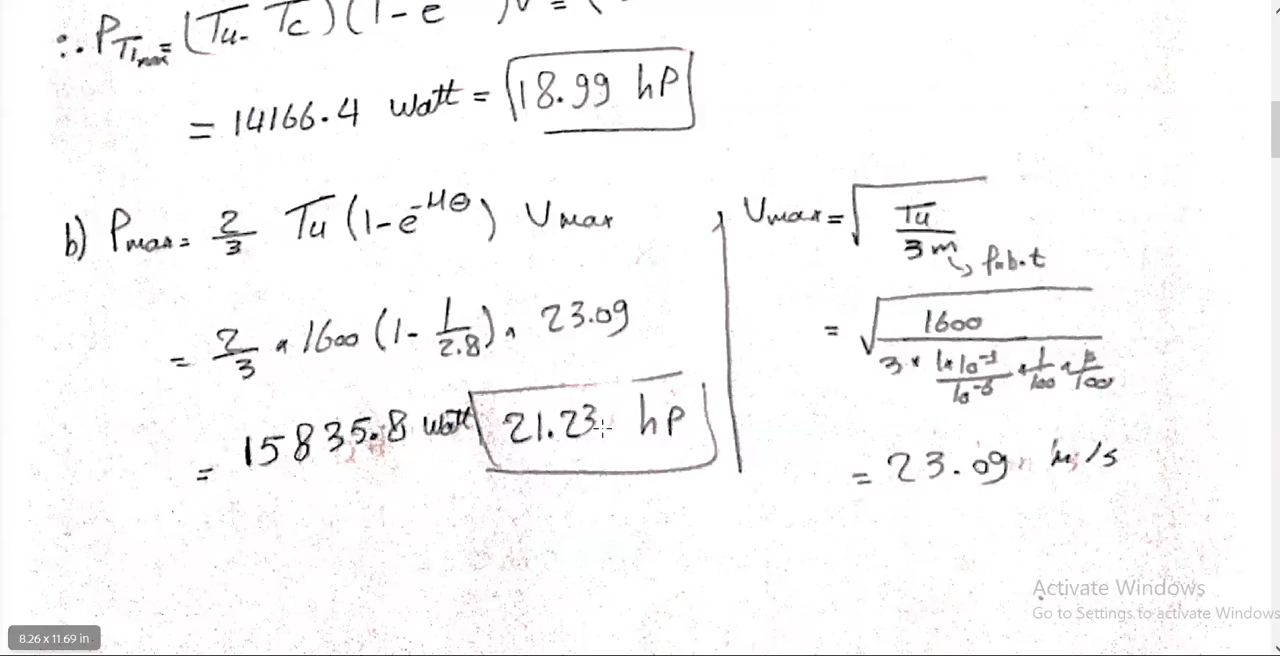 ∴ P_T1max = (Tu - Tc)(1 - e )v = (
= 14166.4 watt = 18.99 hp
b) Pmax = 2/3 Tu (1 - e^-μθ) Umax
= 2/3 * 1600 (1 - 1/2.8) * 23.09
= 15835.8 watt 21.23 hp
Umax = √(Tu / 3m)
↳ ρ.b.t
= √(1600 / (3 *
= 23.09 m/s
Activate Windows
Go to Settings to activate Windows
8.26 x 11.69 in